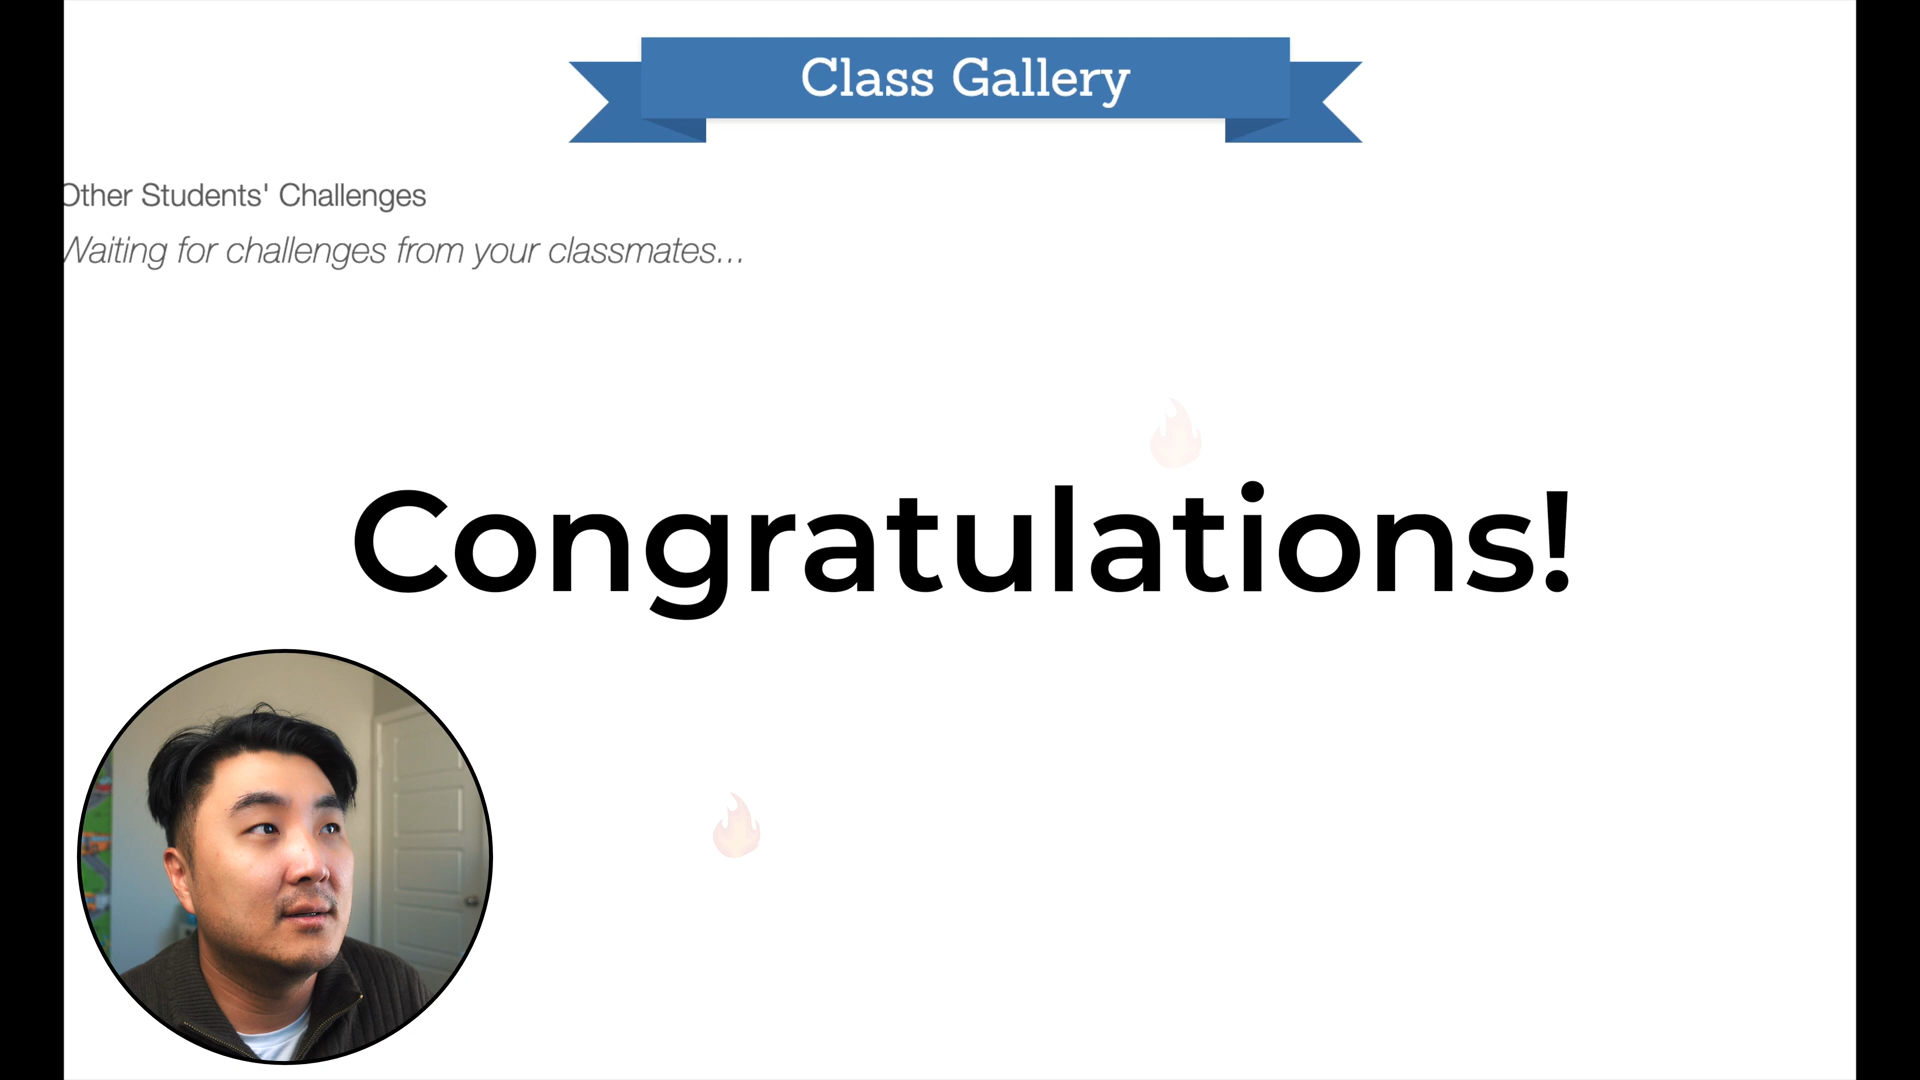 Class Gallery
Other Students' Challenges
Waiting for challenges from your classmates...
Congratulations!